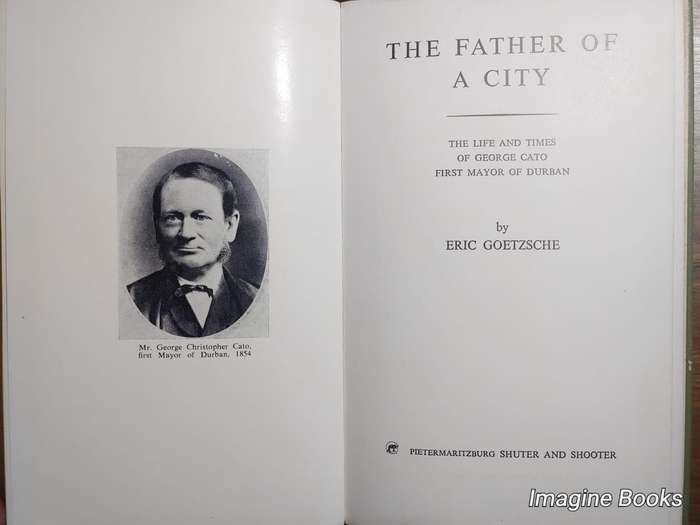 Mr. George Christopher Cato,
first Mayor of Durban, 1854
THE FATHER OF
A CITY
THE LIFE AND TIMES
OF GEORGE CATO
FIRST MAYOR OF DURBAN
by
ERIC GOETZSCHE
PIETERMARITZBURG SHUTER AND SHOOTER
Imagine Books